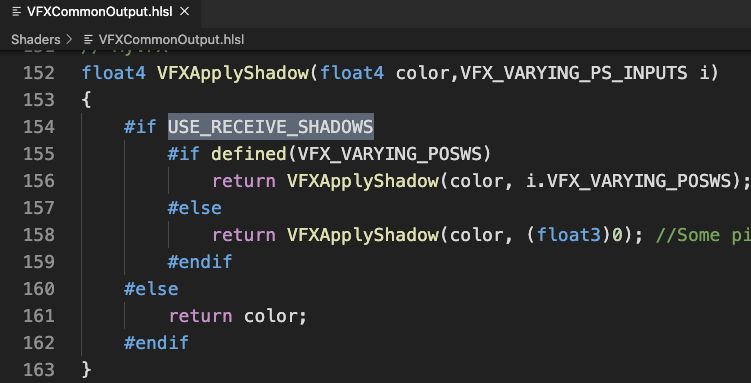 VFXCommonOutput.hlsl ×
Shaders > VFXCommonOutput.hlsl
152 float4 VFXApplyShadow(float4 color,VFX_VARYING_PS_INPUTS i)
153 {
154     #if USE_RECEIVE_SHADOWS
155         #if defined(VFX_VARYING_POSWS)
156             return VFXApplyShadow(color, i.VFX_VARYING_POSWS);
157         #else
158             return VFXApplyShadow(color, (float3)0); //Some pi
159         #endif
160     #else
161         return color;
162     #endif
163 }